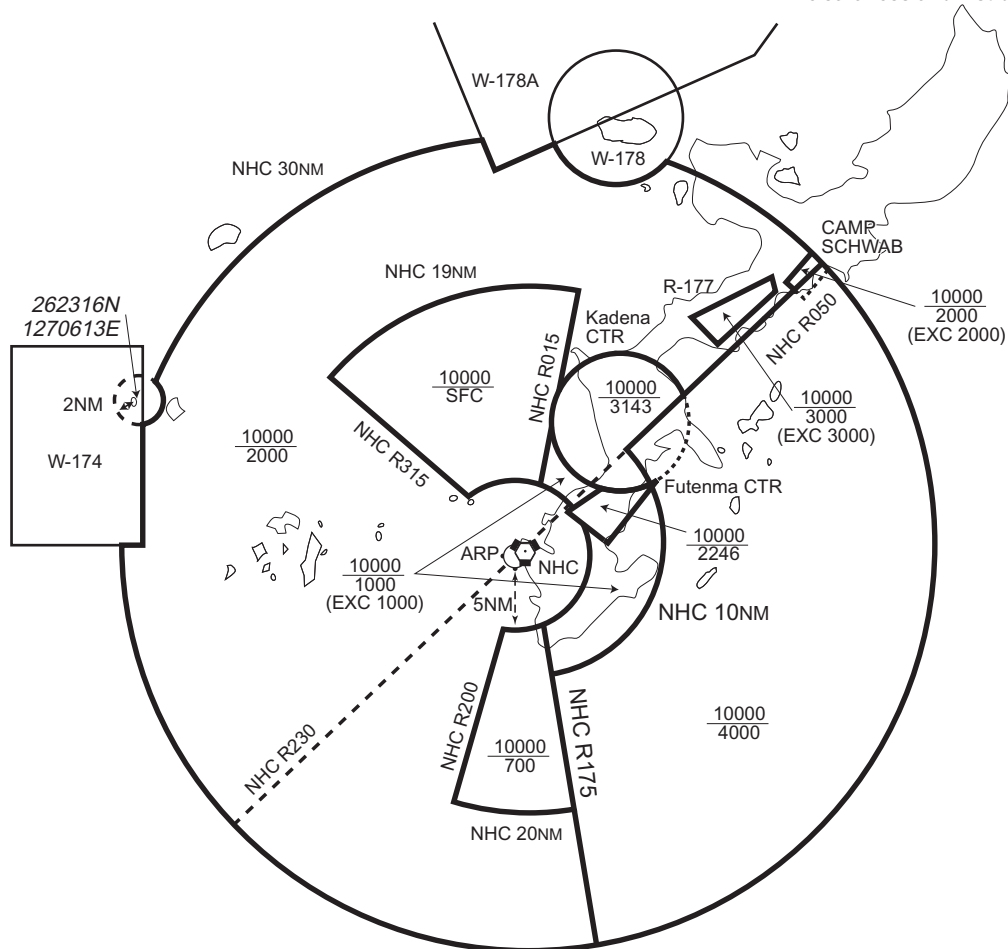 W-178A
W-178
NHC 30NM
CAMP
SCHWAB
NHC 19NM
R-177
262316N
1270613E
Kadena
CTR
NHC R015
NHC R050
10000
2000
(EXC 2000)
10000
SFC
10000
3143
2NM
10000
3000
(EXC 3000)
W-174
10000
2000
NHC R315
Futenma CTR
10000
2246
ARP
NHC
10000
1000
(EXC 1000)
5NM
NHC 10NM
NHC R200
NHC R175
10000
4000
NHC R230
10000
700
NHC 20NM